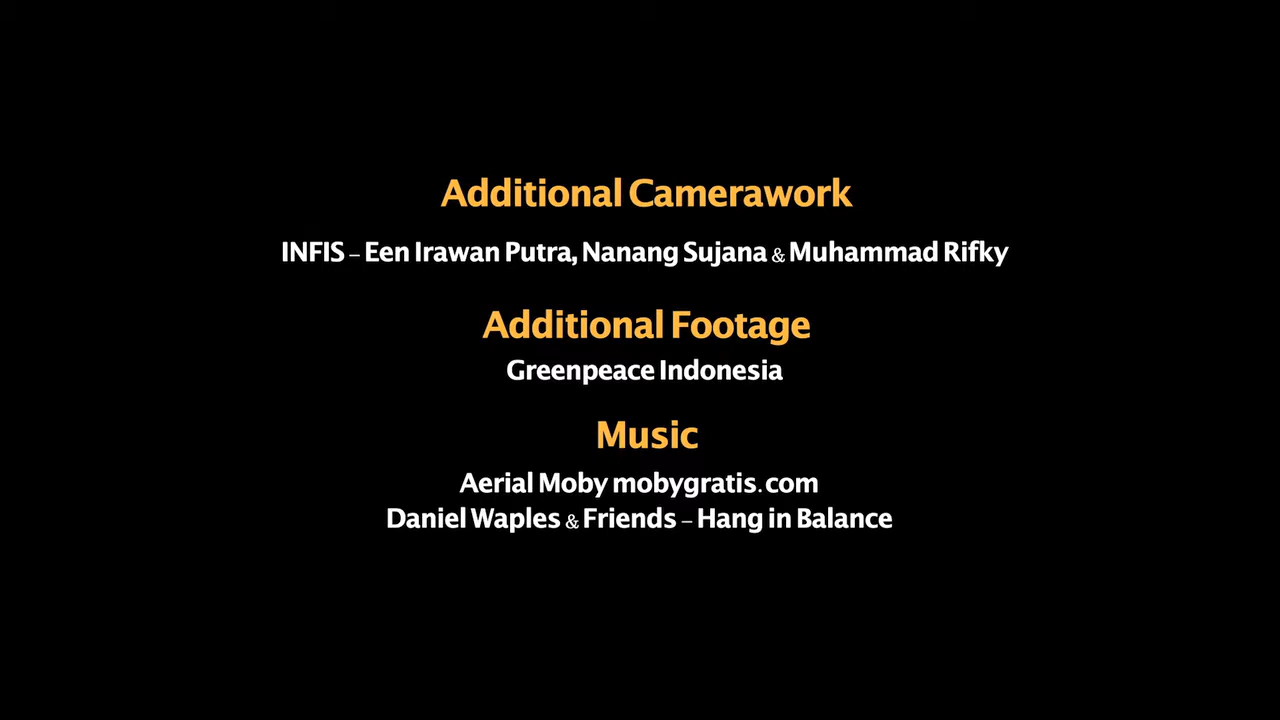 Additional Camerawork
INFIS – Een Irawan Putra, Nanang Sujana & Muhammad Rifky
Additional Footage
Greenpeace Indonesia
Music
Aerial Moby mobygratis.com
Daniel Waples & Friends – Hang in Balance